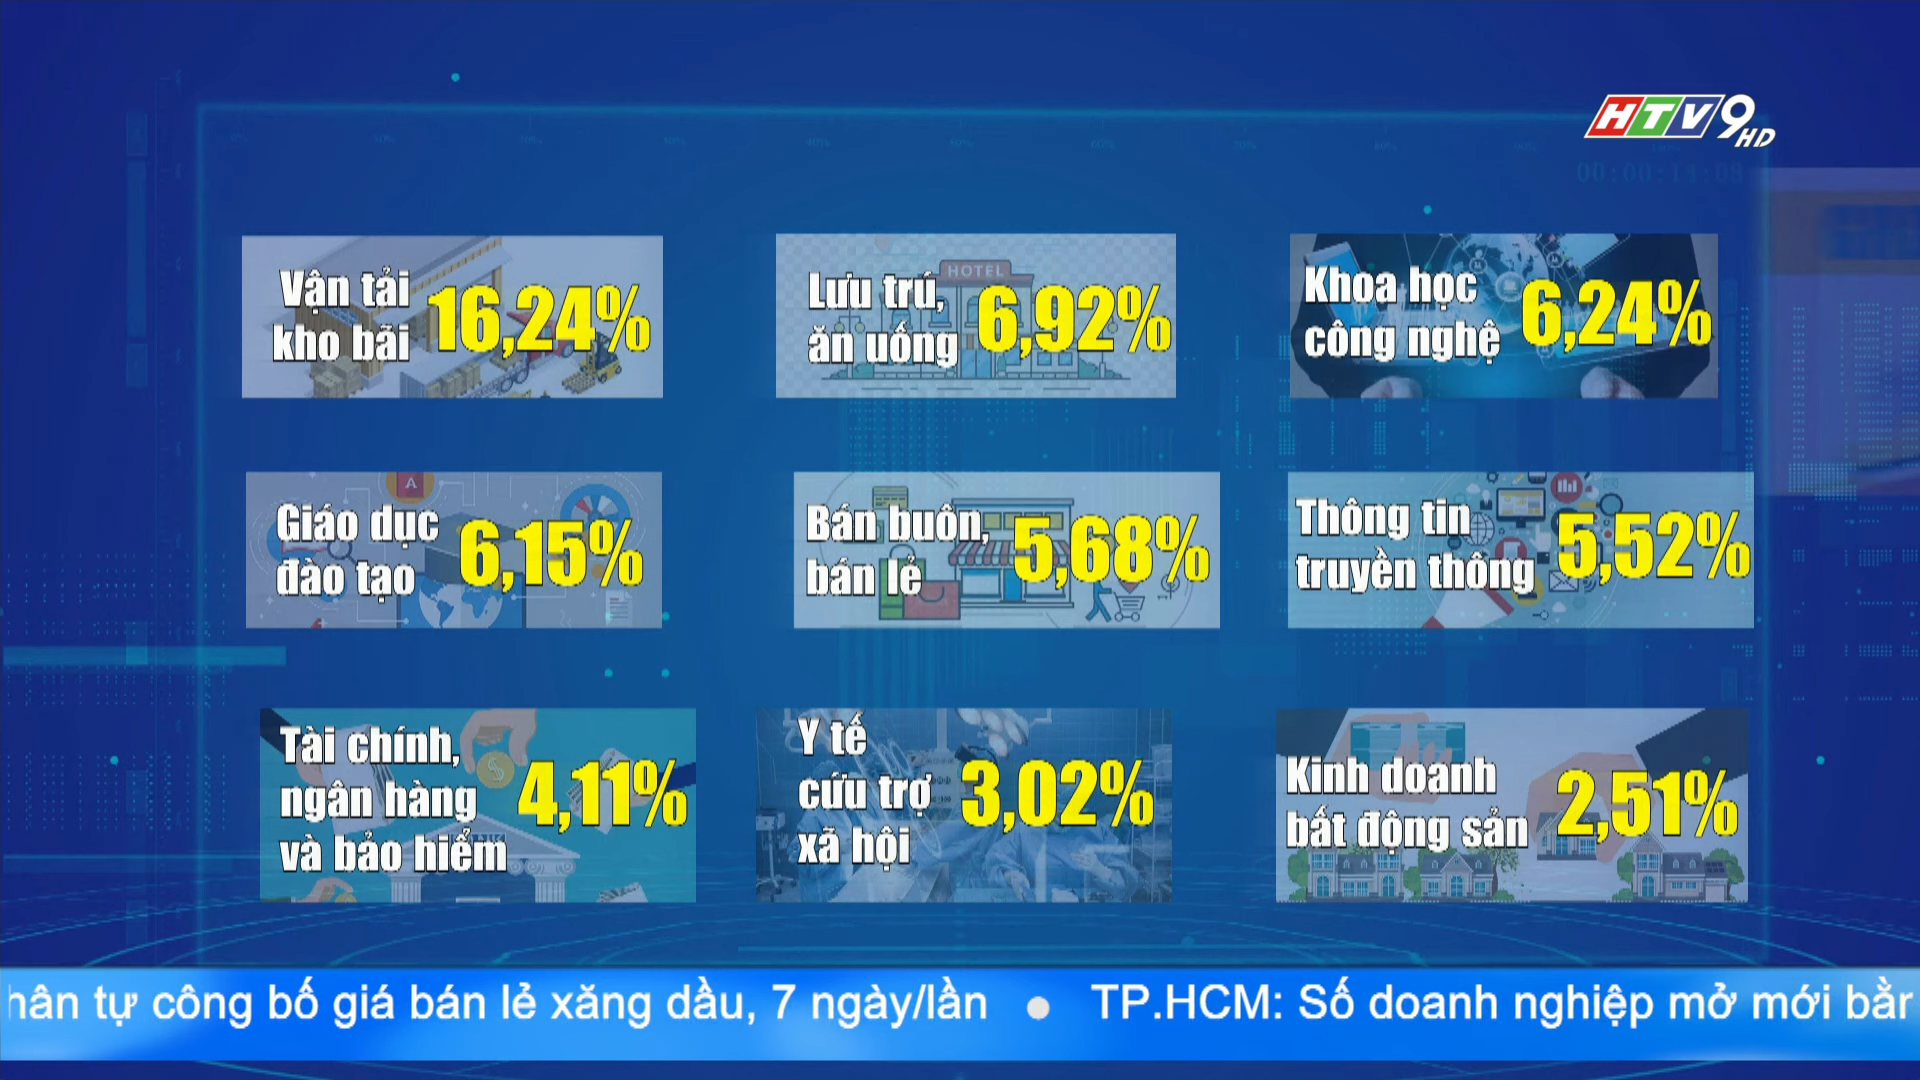 HTV9
HD
00:00:14:08
Vận tải
kho bãi
16,24%
HOTEL
Lưu trú,
ăn uống
6,92%
Khoa học
công nghệ
6,24%
A
Giáo dục
đào tạo
6,15%
Bán buôn,
bán lẻ
5,68%
Thông tin
truyền thông
5,52%
Tài chính,
ngân hàng
và bảo hiểm
4,11%
Y tế
cứu trợ
xã hội
3,02%
Kinh doanh
bất động sản
2,51%
tự công bố giá bán lẻ xăng dầu, 7 ngày/lần ● TP.HCM: Số doanh nghiệp mở mới